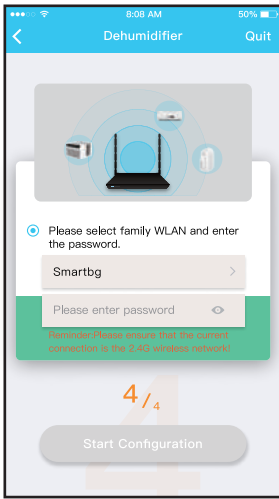 8:08 AM
50%
Dehumidifier
Quit
Please select family WLAN and enter
the password.
Smartbg
Please enter password
Reminder:Please ensure that the current
connection is the 2.4G wireless network!
4/4
4
Start Configuration